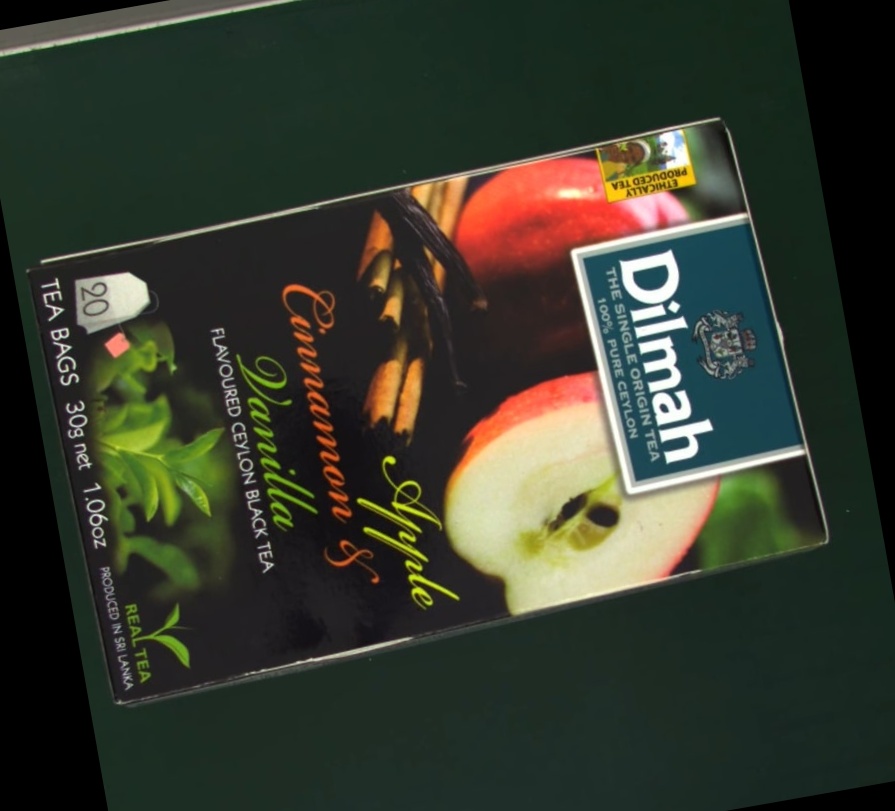 ETHICALLY
PRODUCED TEA
Dilmah
THE SINGLE ORIGIN TEA
100% PURE CEYLON
Apple
Cinnamon &
Vanilla
FLAVOURED CEYLON BLACK TEA
20
TEA BAGS 30g net 1.06oz
REAL TEA
PRODUCED IN SRI LANKA